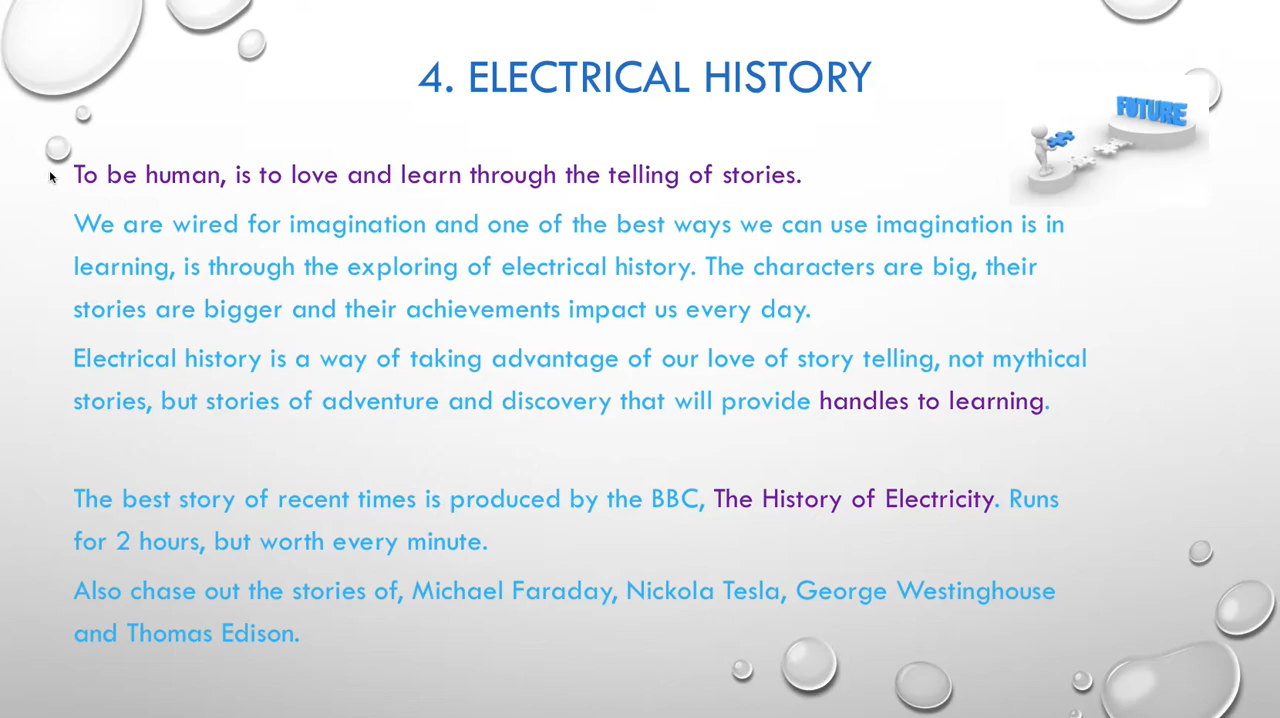 4. ELECTRICAL HISTORY
FUTURE
To be human, is to love and learn through the telling of stories.
We are wired for imagination and one of the best ways we can use imagination is in
learning, is through the exploring of electrical history. The characters are big, their
stories are bigger and their achievements impact us every day.
Electrical history is a way of taking advantage of our love of story telling, not mythical
stories, but stories of adventure and discovery that will provide handles to learning.
The best story of recent times is produced by the BBC, The History of Electricity. Runs
for 2 hours, but worth every minute.
Also chase out the stories of, Michael Faraday, Nickola Tesla, George Westinghouse
and Thomas Edison.